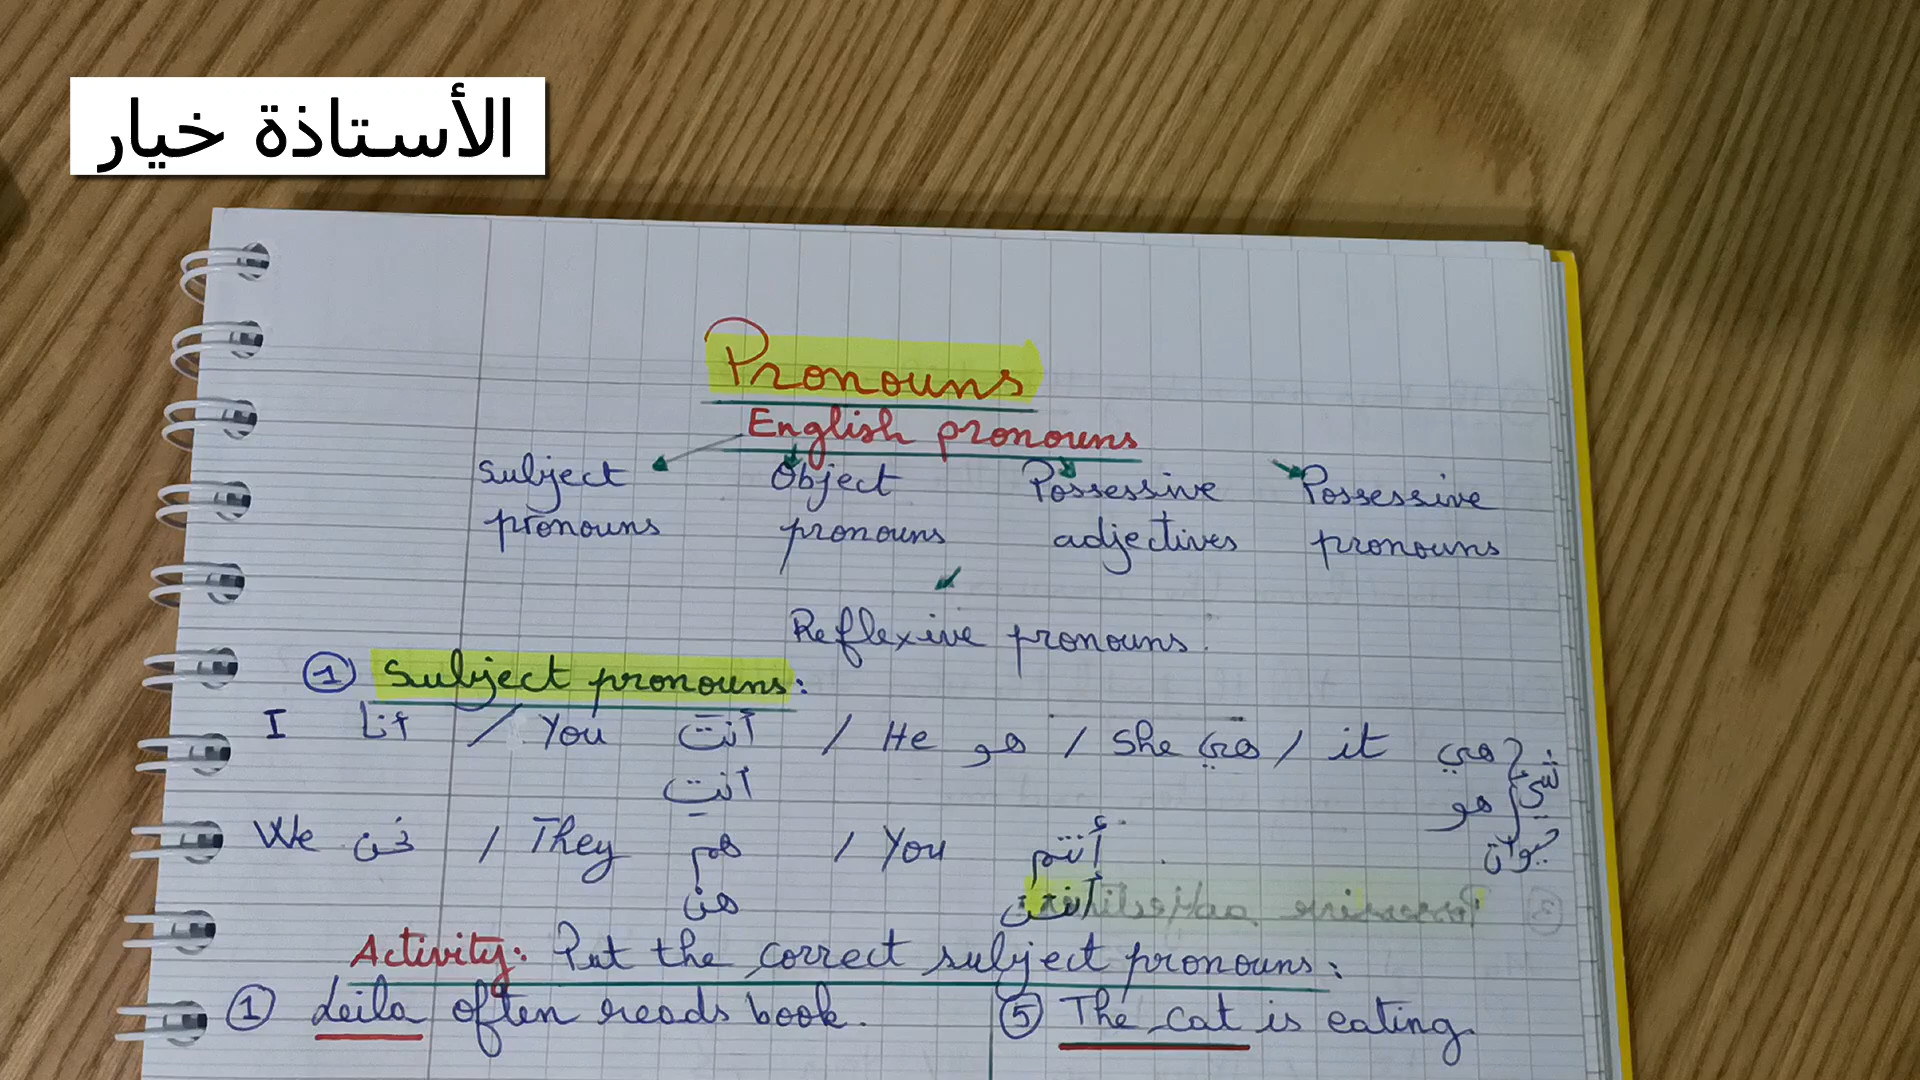 الأستاذة خيار
Pronouns
English pronouns
Subject Object Possessive Possessive
pronouns pronouns adjectives pronouns
Reflexive pronouns.
① Subject pronouns:
I أنا / You أنتَ / He هو / She هي / it هي شيء
أنتِ هو حيوان
We نحن / They هم / You أنتم
هن أنتن
Activity: Put the correct subject pronouns:
① Leila often reads book. ⑤ The cat is eating.